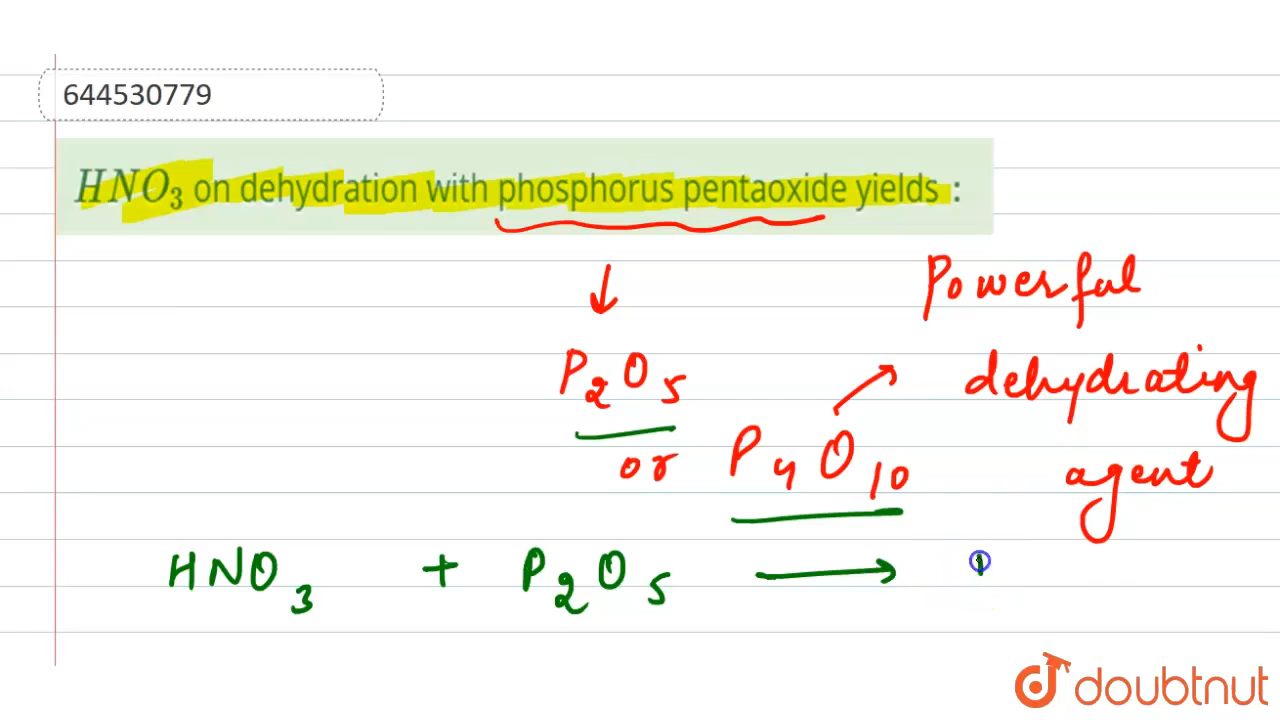 644530779
HNO₃ on dehydration with phosphorus pentaoxide yields :
Powerful
P₂O₅
dehydrating
or P₄O₁₀
agent
HNO₃ + P₂O₅ ⟶
doubtnut